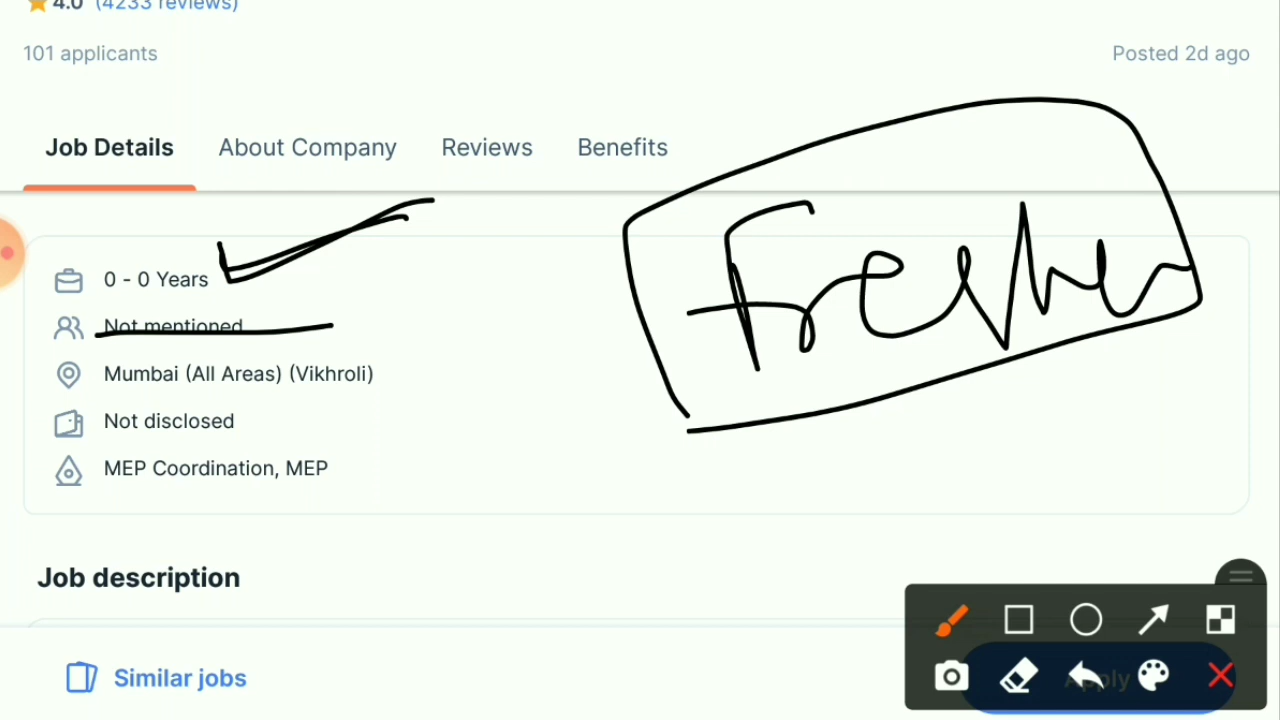 4.0 (4233 reviews)
101 applicants
Posted 2d ago
Job Details About Company Reviews Benefits
0 - 0 Years
Not mentioned
Mumbai (All Areas) (Vikhroli)
Not disclosed
MEP Coordination, MEP
Fresher
Job description
Similar jobs
Apply